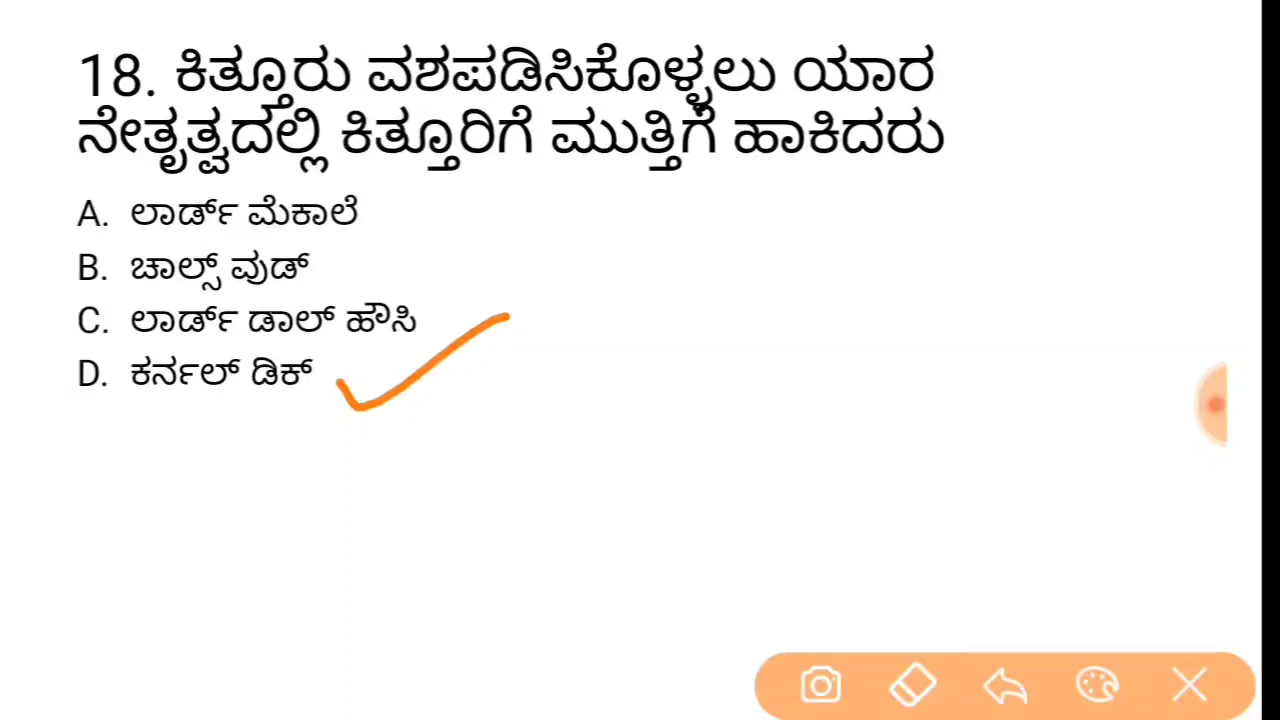 18. ಕಿತ್ತೂರು ವಶಪಡಿಸಿಕೊಳ್ಳಲು ಯಾರ
ನೇತೃತ್ವದಲ್ಲಿ ಕಿತ್ತೂರಿಗೆ ಮುತ್ತಿಗೆ ಹಾಕಿದರು
A. ಲಾರ್ಡ್ ಮೆಕಾಲೆ
B. ಚಾಲ್ಸ್ ವುಡ್
C. ಲಾರ್ಡ್ ಡಾಲ್ ಹೌಸಿ
D. ಕರ್ನಲ್ ಡಿಕ್